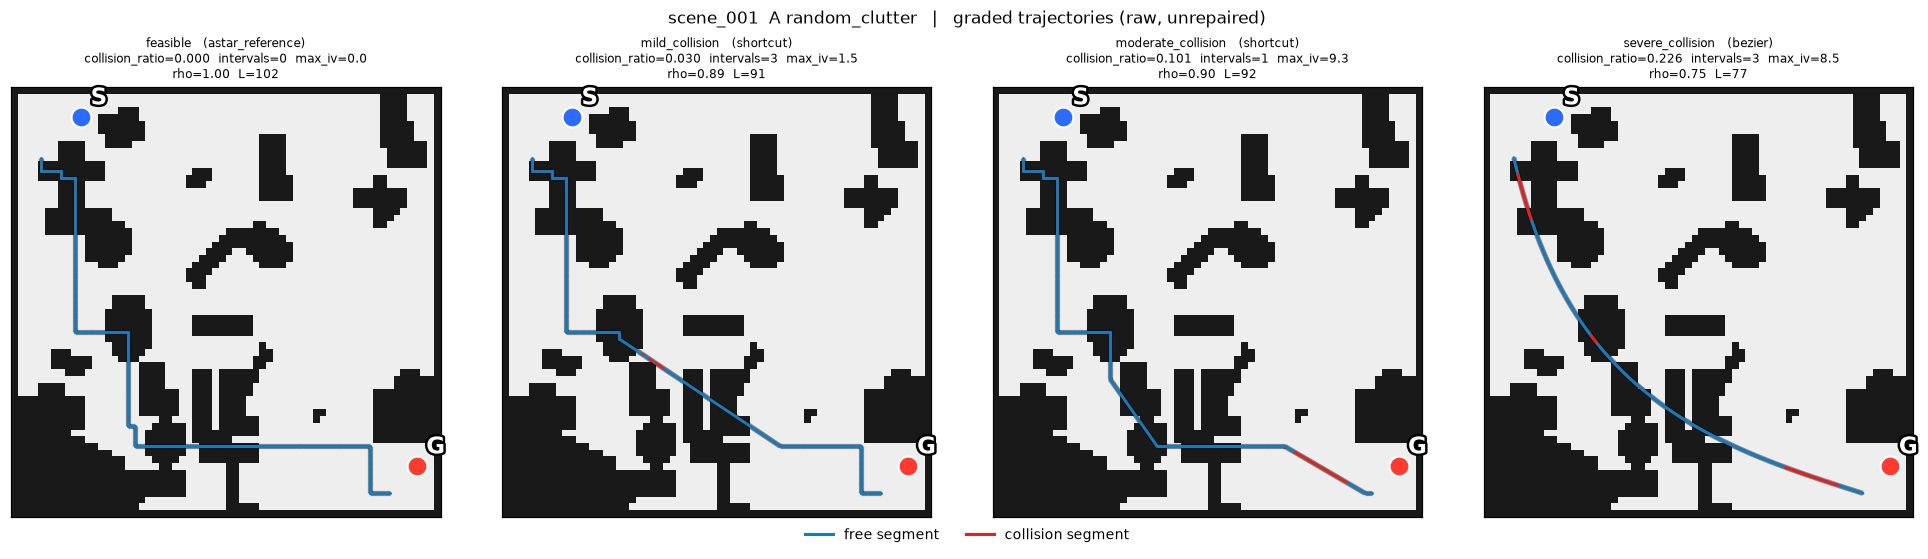 scene_001  A random_clutter   |   graded trajectories (raw, unrepaired)
feasible   (astar_reference)
collision_ratio=0.000  intervals=0  max_iv=0.0
rho=1.00  L=102
mild_collision   (shortcut)
collision_ratio=0.030  intervals=3  max_iv=1.5
rho=0.89  L=91
moderate_collision   (shortcut)
collision_ratio=0.101  intervals=1  max_iv=9.3
rho=0.90  L=92
severe_collision   (bezier)
collision_ratio=0.226  intervals=3  max_iv=8.5
rho=0.75  L=77
S
S
S
S
G
G
G
G
free segment
collision segment